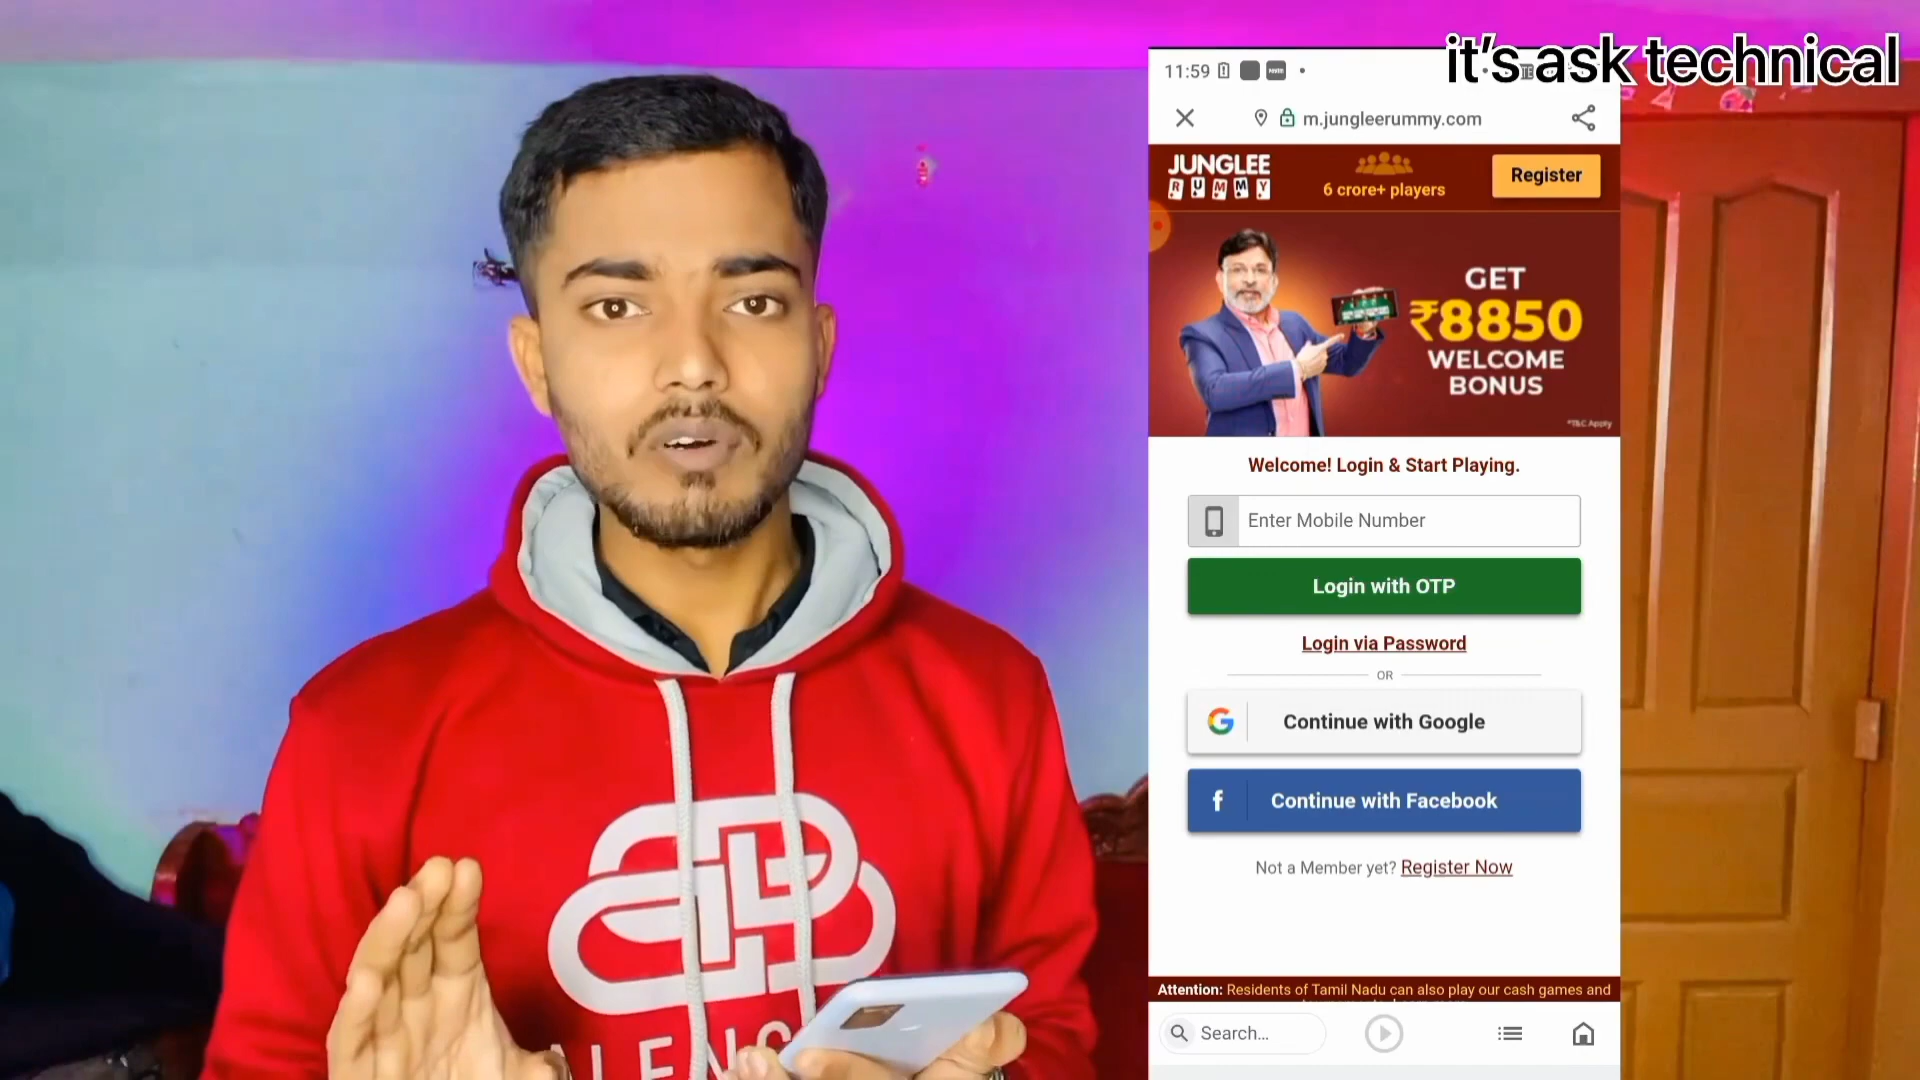 it's ask technical
11:59
m.jungleerummy.com
JUNGLEE
RUMMY
6 crore+ players
Register
GET
₹8850
WELCOME
BONUS
*T&C Apply
Welcome! Login & Start Playing.
Enter Mobile Number
Login with OTP
Login via Password
OR
Continue with Google
f
Continue with Facebook
Not a Member yet? Register Now
Attention: Residents of Tamil Nadu can also play our cash games and
Search...